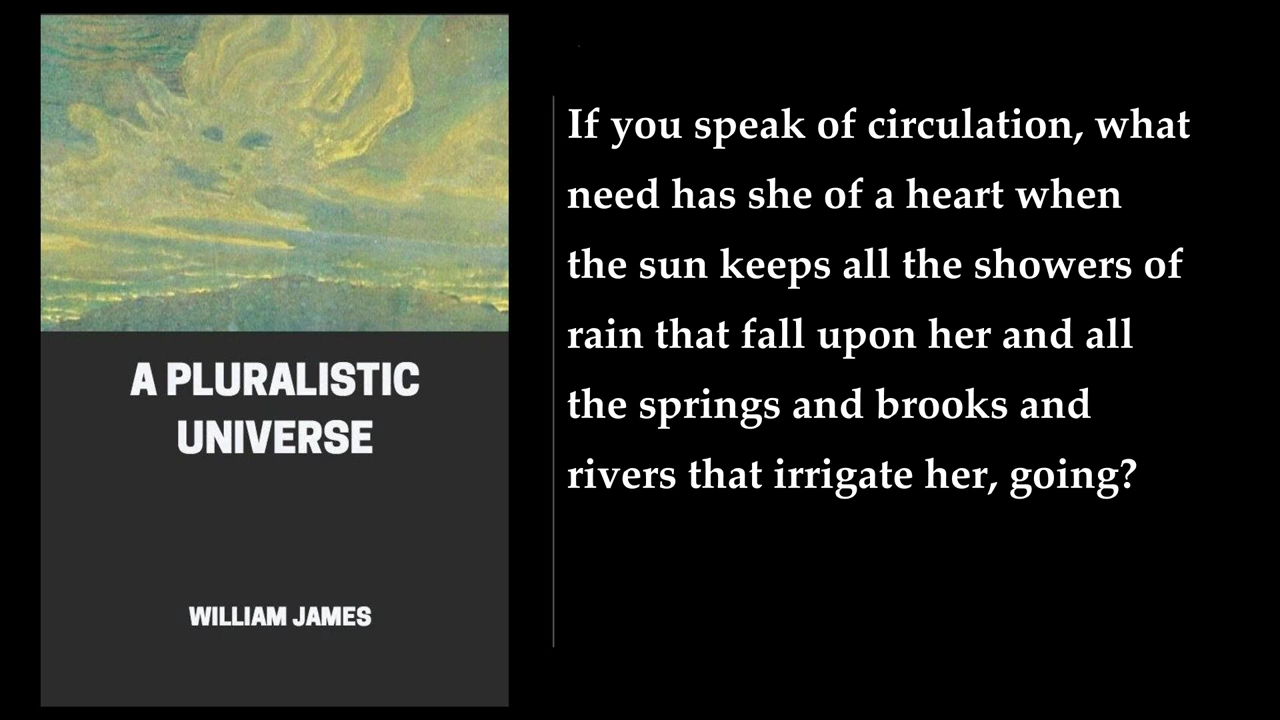 A PLURALISTIC
UNIVERSE
WILLIAM JAMES
If you speak of circulation, what
need has she of a heart when
the sun keeps all the showers of
rain that fall upon her and all
the springs and brooks and
rivers that irrigate her, going?